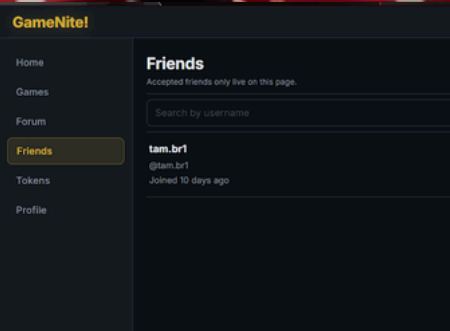 GameNite!
Home
Games
Forum
Friends
Tokens
Profile
Friends
Accepted friends only live on this page.
Search by username
tam.br1
@tam.br1
Joined 10 days ago